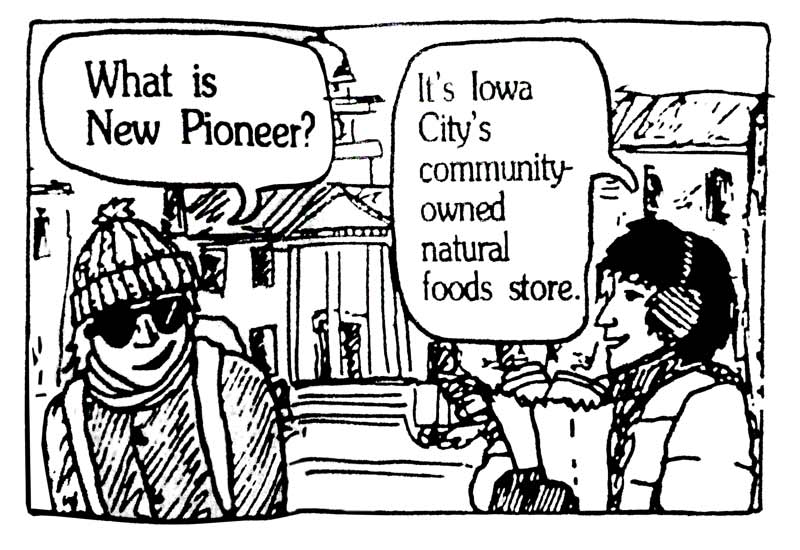 What is
New Pioneer?
It's Iowa
City's
community-
owned
natural
foods store.